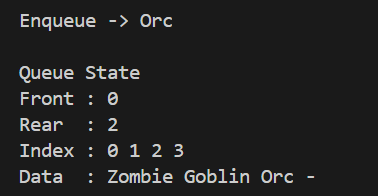 Enqueue -> Orc
Queue State
Front : 0
Rear  : 2
Index : 0 1 2 3
Data  : Zombie Goblin Orc -